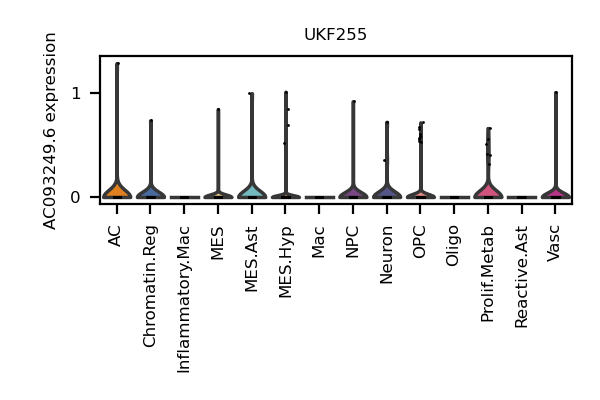 UKF255
AC093249.6 expression
1
0
AC
Chromatin.Reg
Inflammatory.Mac
MES
MES.Ast
MES.Hyp
Mac
NPC
Neuron
OPC
Oligo
Prolif.Metab
Reactive.Ast
Vasc